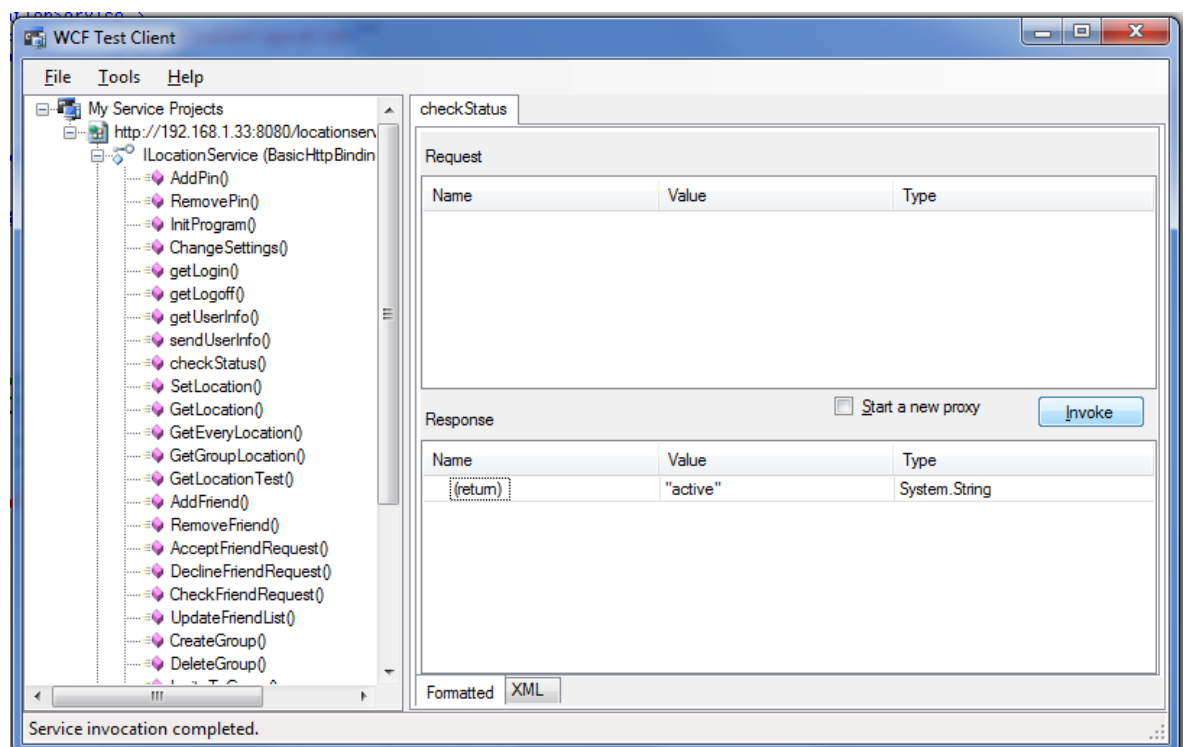 WCF Test Client
File Tools Help
My Service Projects
http://192.168.1.33:8080/locationserv
ILocationService (BasicHttpBindin
AddPin()
RemovePin()
InitProgram()
ChangeSettings()
getLogin()
getLogoff()
getUserInfo()
sendUserInfo()
checkStatus()
SetLocation()
GetLocation()
GetEveryLocation()
GetGroupLocation()
GetLocationTest()
AddFriend()
RemoveFriend()
AcceptFriendRequest()
DeclineFriendRequest()
CheckFriendRequest()
UpdateFriendList()
CreateGroup()
DeleteGroup()
checkStatus
Request
Name Value Type
Response
Start a new proxy
Invoke
Name Value Type
(return) "active" System.String
Formatted XML
Service invocation completed.